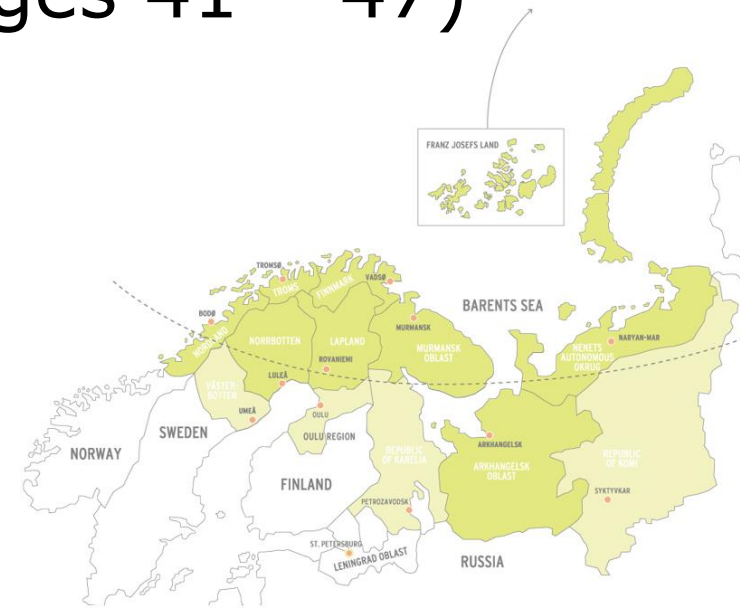 ges 41 – 47)
FRANZ JOSEFS LAND
TROMSØ
TROMS
FINNMARK
VADSØ
BARENTS SEA
BODØ
NORDLAND
MURMANSK
NORRBOTTEN
LAPLAND
MURMANSK
OBLAST
NARYAN-MAR
NENETS
AUTONOMOUS
OKRUG
ROVANIEMI
LULEÅ
VÄSTER-
BOTTEN
UMEÅ
OULU
OULU REGION
NORWAY
SWEDEN
FINLAND
REPUBLIC
OF KARELIA
ARKHANGELSK
ARKHANGELSK
OBLAST
REPUBLIC
OF KOMI
SYKTYVKAR
PETROZAVODSK
ST. PETERSBURG
LENINGRAD OBLAST
RUSSIA